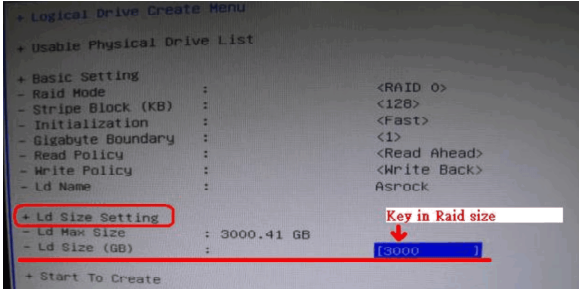 + Logical Drive Create Menu
+ Usable Physical Drive List
+ Basic Setting
- Raid Mode : <RAID 0>
- Stripe Block (KB) : <128>
- Initialization : <Fast>
- Gigabyte Boundary : <1>
- Read Policy : <Read Ahead>
- Write Policy : <Write Back>
- Ld Name : Asrock
+ Ld Size Setting
Key in Raid size
- Ld Max Size : 3000.41 GB
- Ld Size (GB) : [3000 ]
+ Start To Create